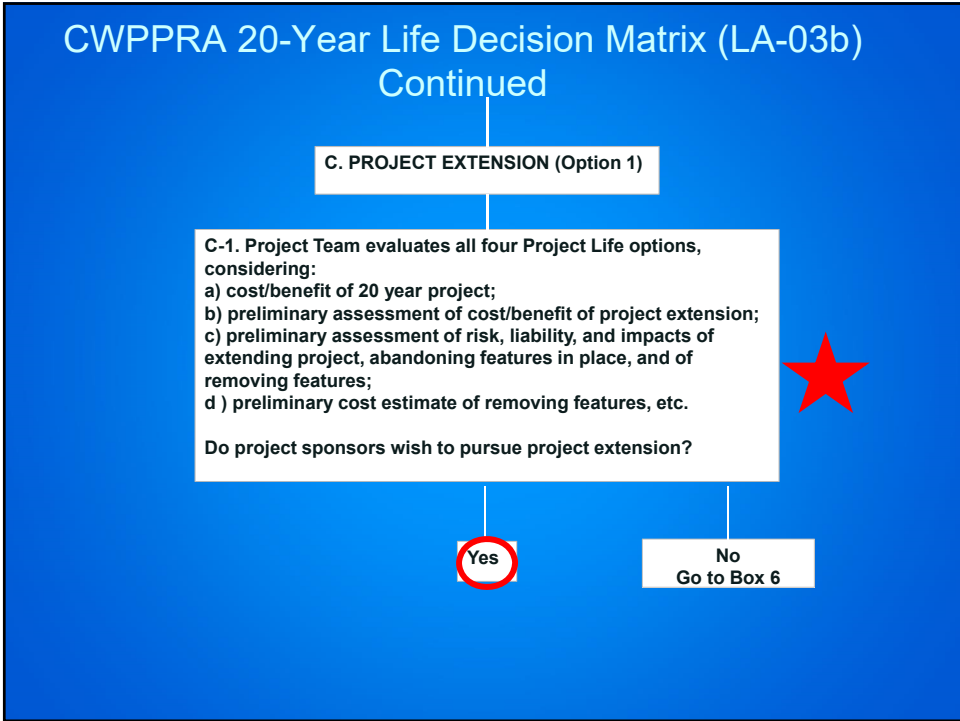 CWPPRA 20-Year Life Decision Matrix (LA-03b)
Continued
C. PROJECT EXTENSION (Option 1)
C-1. Project Team evaluates all four Project Life options,
considering:
a) cost/benefit of 20 year project;
b) preliminary assessment of cost/benefit of project extension;
c) preliminary assessment of risk, liability, and impacts of
extending project, abandoning features in place, and of
removing features;
d ) preliminary cost estimate of removing features, etc.
Do project sponsors wish to pursue project extension?
Yes
No
Go to Box 6